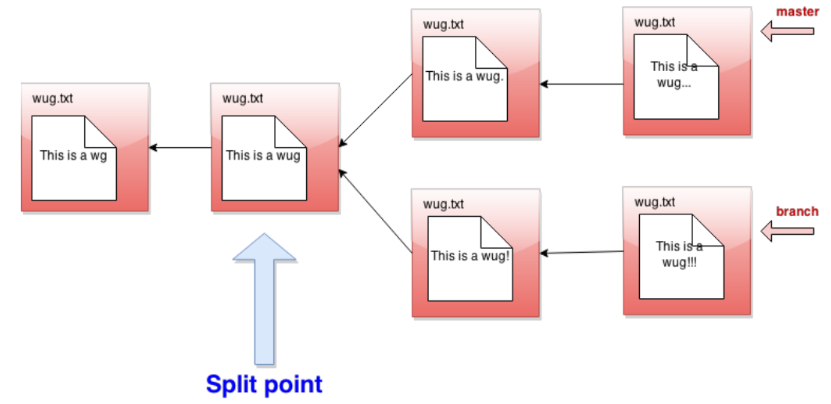 wug.txt
This is a wg
wug.txt
This is a wug
Split point
wug.txt
This is a wug.
wug.txt
This is a
wug...
master
wug.txt
This is a wug!
wug.txt
This is a
wug!!!
branch